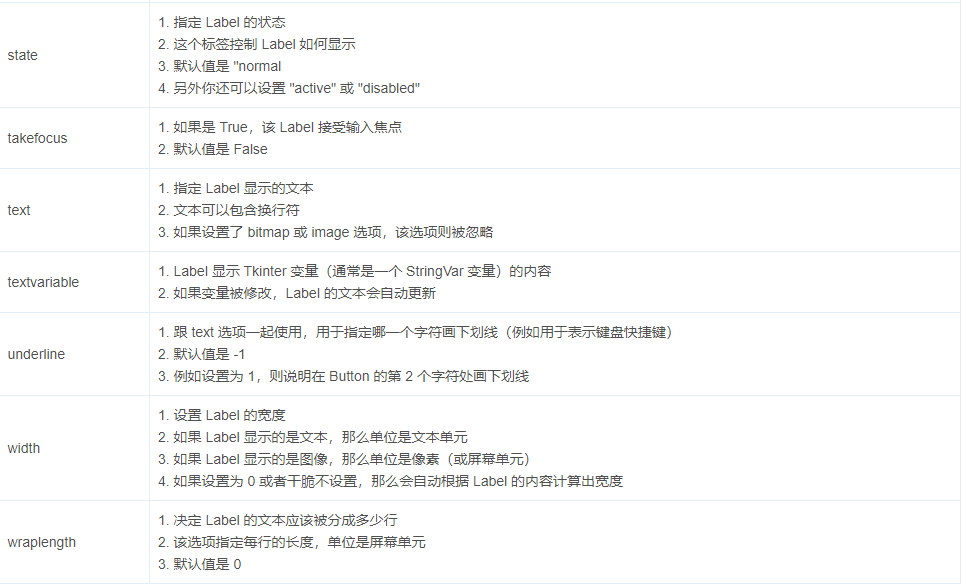 state
1. 指定 Label 的状态
2. 这个标签控制 Label 如何显示
3. 默认值是 "normal
4. 另外你还可以设置 "active" 或 "disabled"
takefocus
1. 如果是 True，该 Label 接受输入焦点
2. 默认值是 False
text
1. 指定 Label 显示的文本
2. 文本可以包含换行符
3. 如果设置了 bitmap 或 image 选项，该选项则被忽略
textvariable
1. Label 显示 Tkinter 变量（通常是一个 StringVar 变量）的内容
2. 如果变量被修改，Label 的文本会自动更新
underline
1. 跟 text 选项一起使用，用于指定哪一个字符画下划线（例如用于表示键盘快捷键）
2. 默认值是 -1
3. 例如设置为 1，则说明在 Button 的第 2 个字符处画下划线
width
1. 设置 Label 的宽度
2. 如果 Label 显示的是文本，那么单位是文本单元
3. 如果 Label 显示的是图像，那么单位是像素（或屏幕单元）
4. 如果设置为 0 或者干脆不设置，那么会自动根据 Label 的内容计算出宽度
wraplength
1. 决定 Label 的文本应该被分成多少行
2. 该选项指定每行的长度，单位是屏幕单元
3. 默认值是 0